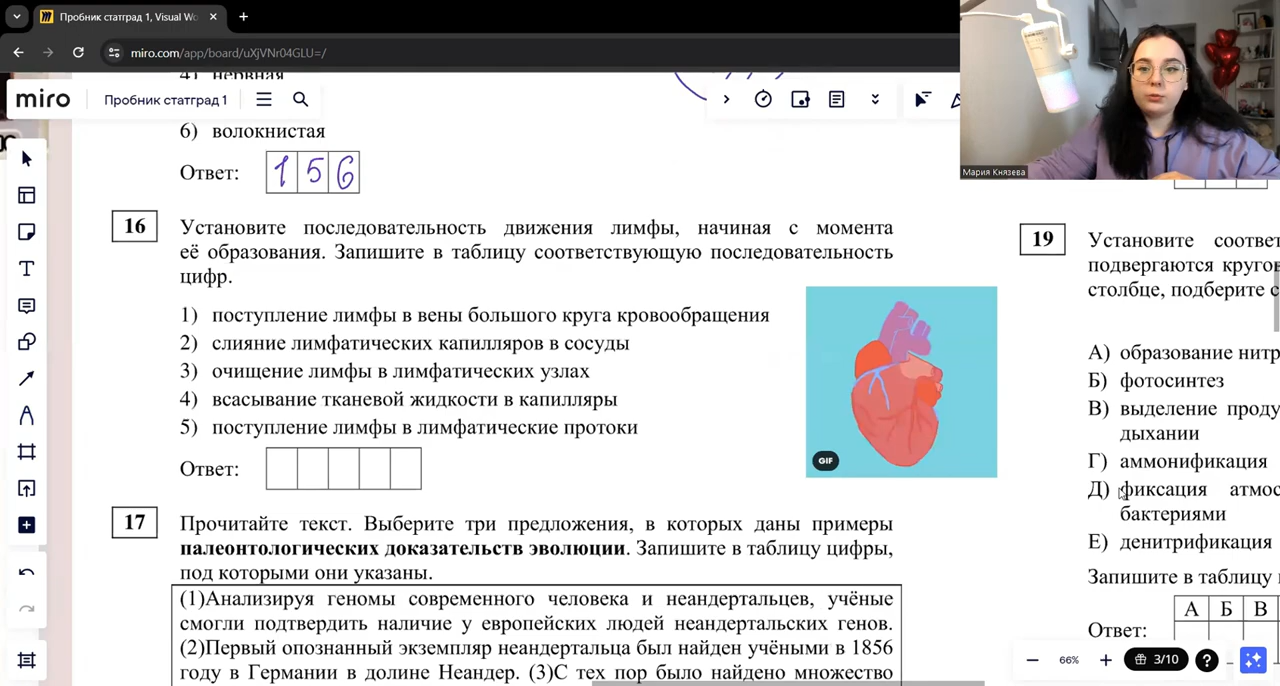 Пробник статград 1, Visual Wo
miro.com/app/board/uXjVNr04GLU=/
miro
Пробник статград 1
Мария Князева
4) нервная
6) волокнистая
Ответ: 1 5 6
16
Установите последовательность движения лимфы, начиная с момента
её образования. Запишите в таблицу соответствующую последовательность
цифр.
1) поступление лимфы в вены большого круга кровообращения
2) слияние лимфатических капилляров в сосуды
3) очищение лимфы в лимфатических узлах
4) всасывание тканевой жидкости в капилляры
5) поступление лимфы в лимфатические протоки
Ответ:
GIF
17
Прочитайте текст. Выберите три предложения, в которых даны примеры
палеонтологических доказательств эволюции. Запишите в таблицу цифры,
под которыми они указаны.
(1)Анализируя геномы современного человека и неандертальцев, учёные
смогли подтвердить наличие у европейских людей неандертальских генов.
(2)Первый опознанный экземпляр неандертальца был найден учёными в 1856
году в Германии в долине Неандер. (3)С тех пор было найдено множество
19
Установите соответ
подвергаются кругов
столбце, подберите с
А) образование нитр
Б) фотосинтез
В) выделение проду
дыхании
Г) аммонификация
Д) фиксация атмос
бактериями
Е) денитрификация
Запишите в таблицу
А Б В
Ответ:
66%
3/10